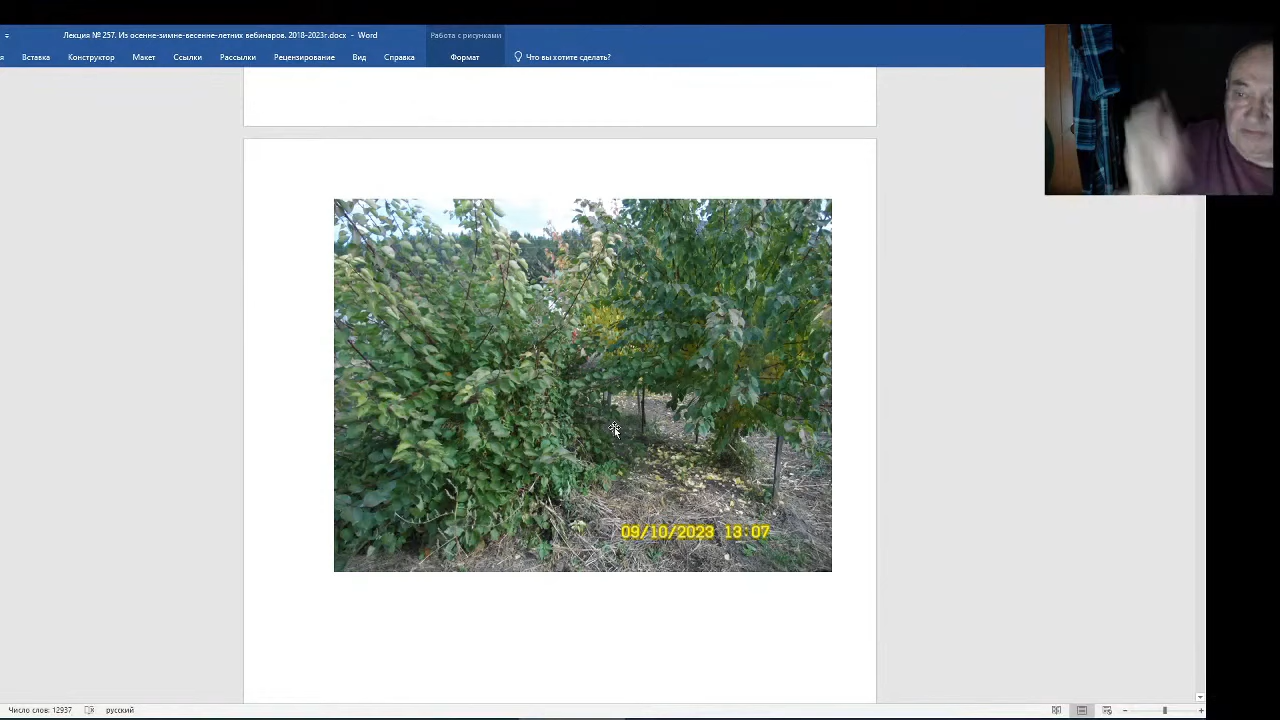 Лекция № 257. Из осенне-зимне-весенне-летних вебинаров. 2018-2023г.docx - Word
Работа с рисунками
я Вставка Конструктор Макет Ссылки Рассылки Рецензирование Вид Справка Формат Что вы хотите сделать?
09/10/2023 13:07
Число слов: 12937 русский